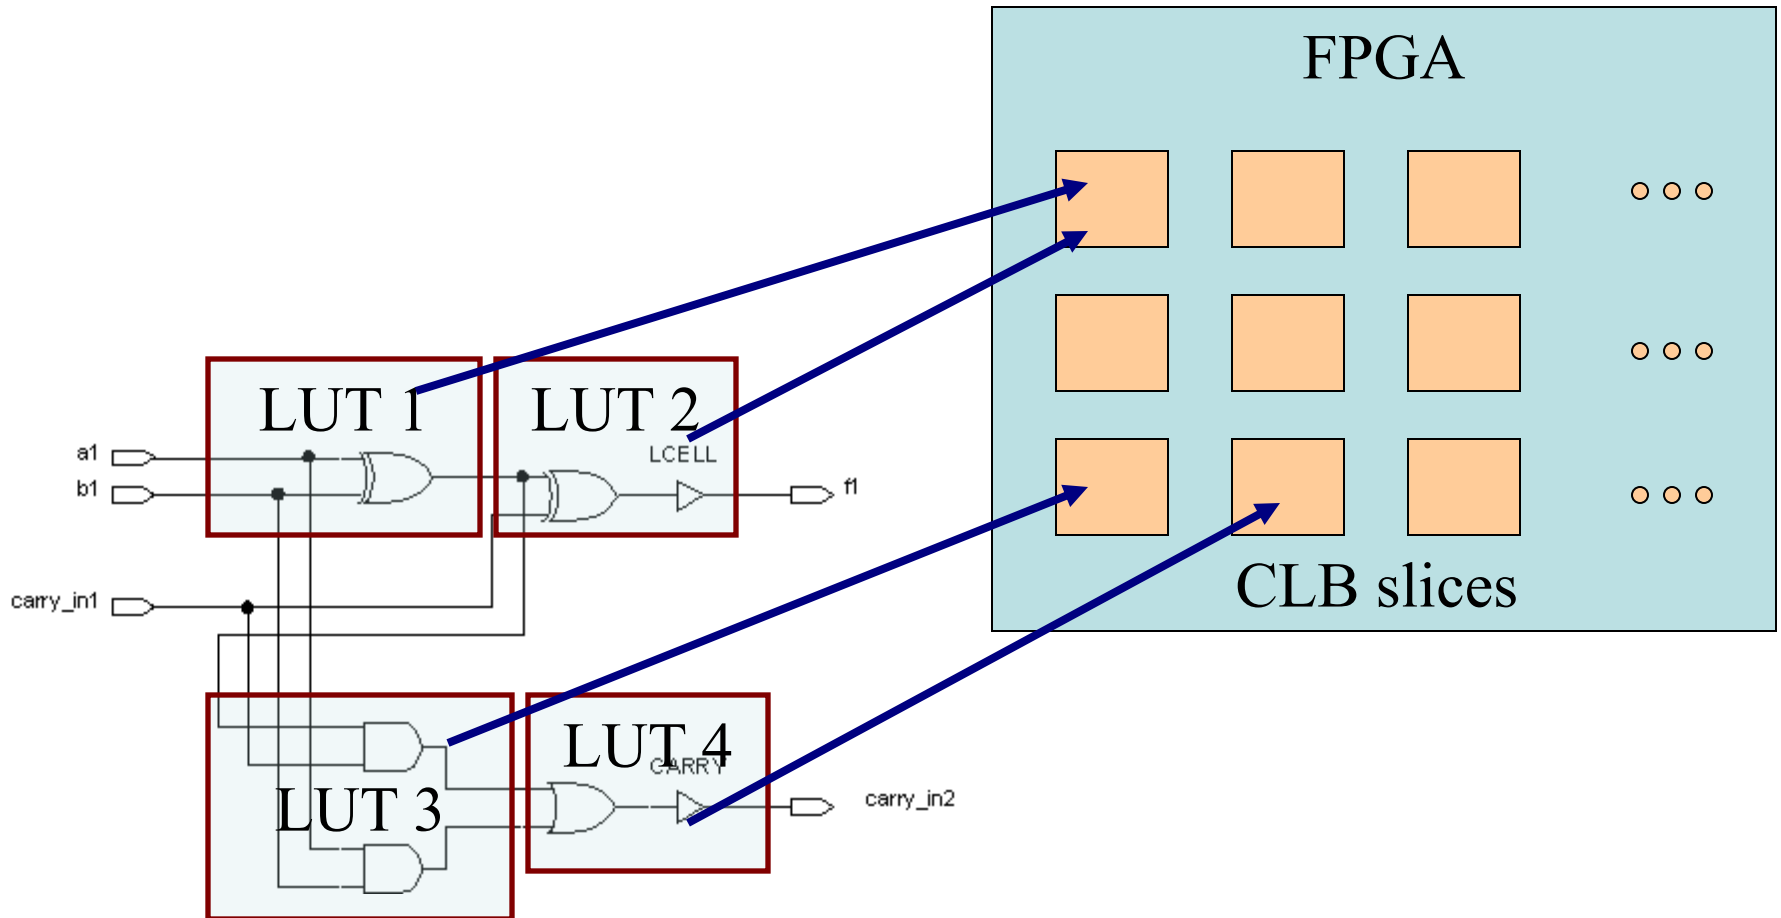 FPGA
LUT 1
LUT 2
LCELL
a1
b1
f1
carry_in1
CLB slices
LUT 4
CARRY
LUT 3
carry_in2